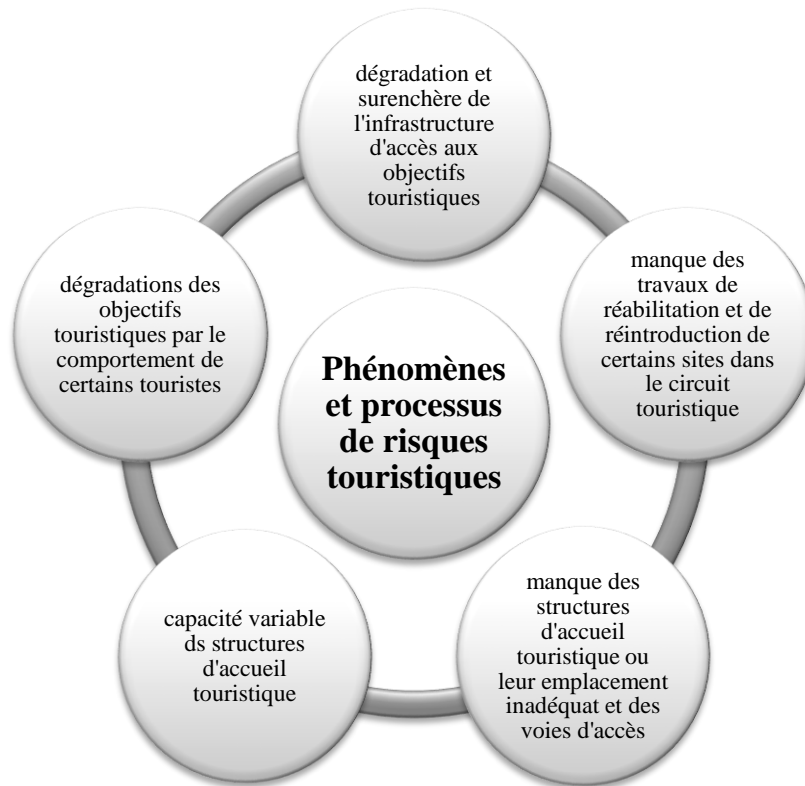 dégradation et
surenchère de
l'infrastructure
d'accès aux
objectifs
touristiques
manque des
travaux de
réabilitation et de
réintroduction de
certains sites dans
le circuit
touristique
manque des
structures
d'accueil
touristique ou
leur emplacement
inadéquat et des
voies d'accès
capacité variable
ds structures
d'accueil
touristique
dégradations des
objectifs
touristiques par le
comportement de
certains touristes
Phénomènes
et processus
de risques
touristiques